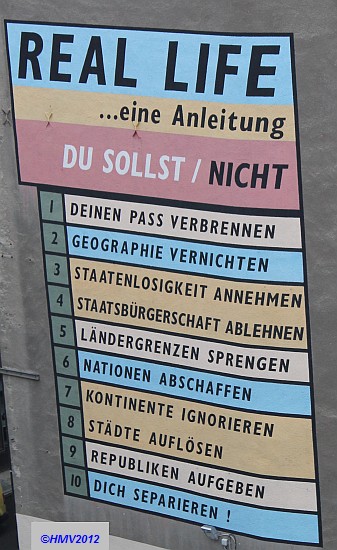 REAL LIFE
...eine Anleitung
DU SOLLST / NICHT
1 DEINEN PASS VERBRENNEN
2 GEOGRAPHIE VERNICHTEN
3 STAATENLOSIGKEIT ANNEHMEN
4 STAATSBÜRGERSCHAFT ABLEHNEN
5 LÄNDERGRENZEN SPRENGEN
6 NATIONEN ABSCHAFFEN
7 KONTINENTE IGNORIEREN
8 STÄDTE AUFLÖSEN
9 REPUBLIKEN AUFGEBEN
10 DICH SEPARIEREN !
©HMV2012